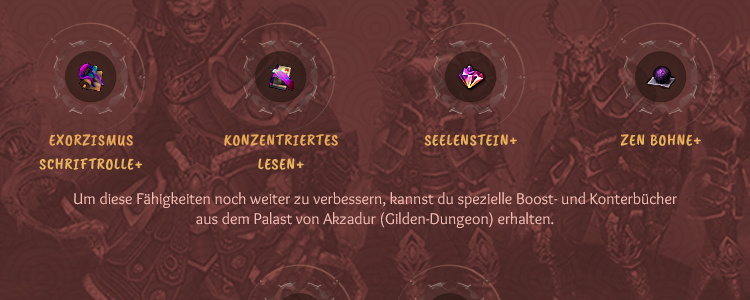 EXORZISMUS KONZENTRIERTES SEELENSTEIN+ ZEN BOHNE+
SCHRIFTROLLE+ LESEN+
Um diese Fähigkeiten noch weiter zu verbessern, kannst du spezielle Boost- und Konterbücher
aus dem Palast von Akzadur (Gilden-Dungeon) erhalten.